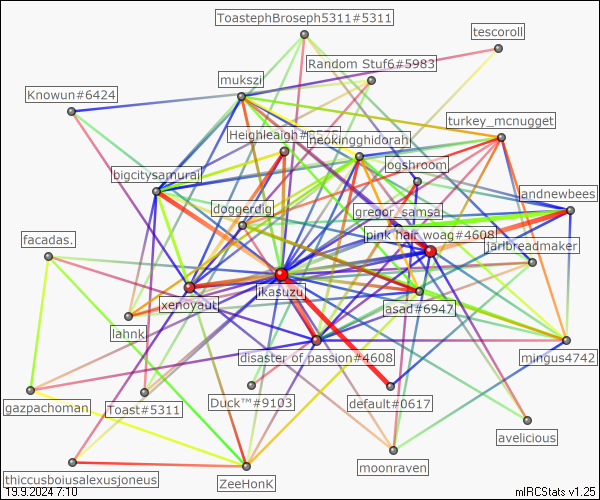 ToastephBroseph5311#5311
tescoroll
Random Stuf6#5983
mukszi
Knowun#6424
turkey_mcnugget
Heighleagh#
neokingghidorah
ogshroom
bigcitysamurai
andnewbees
doggerdig
gregor_samsa
pink hair woag#4608
facadas.
jarlbreadmaker
ikasuzu
xenoyaut
asad#6947
lahnk
disaster of passion#4608
mingus4742
gazpachoman
Toast#5311
Duck™#9103
default#0617
avelicious
moonraven
thiccusboiusalexusjoneus
ZeeHonK
19.9.2024 7:10
mIRCStats v1.25